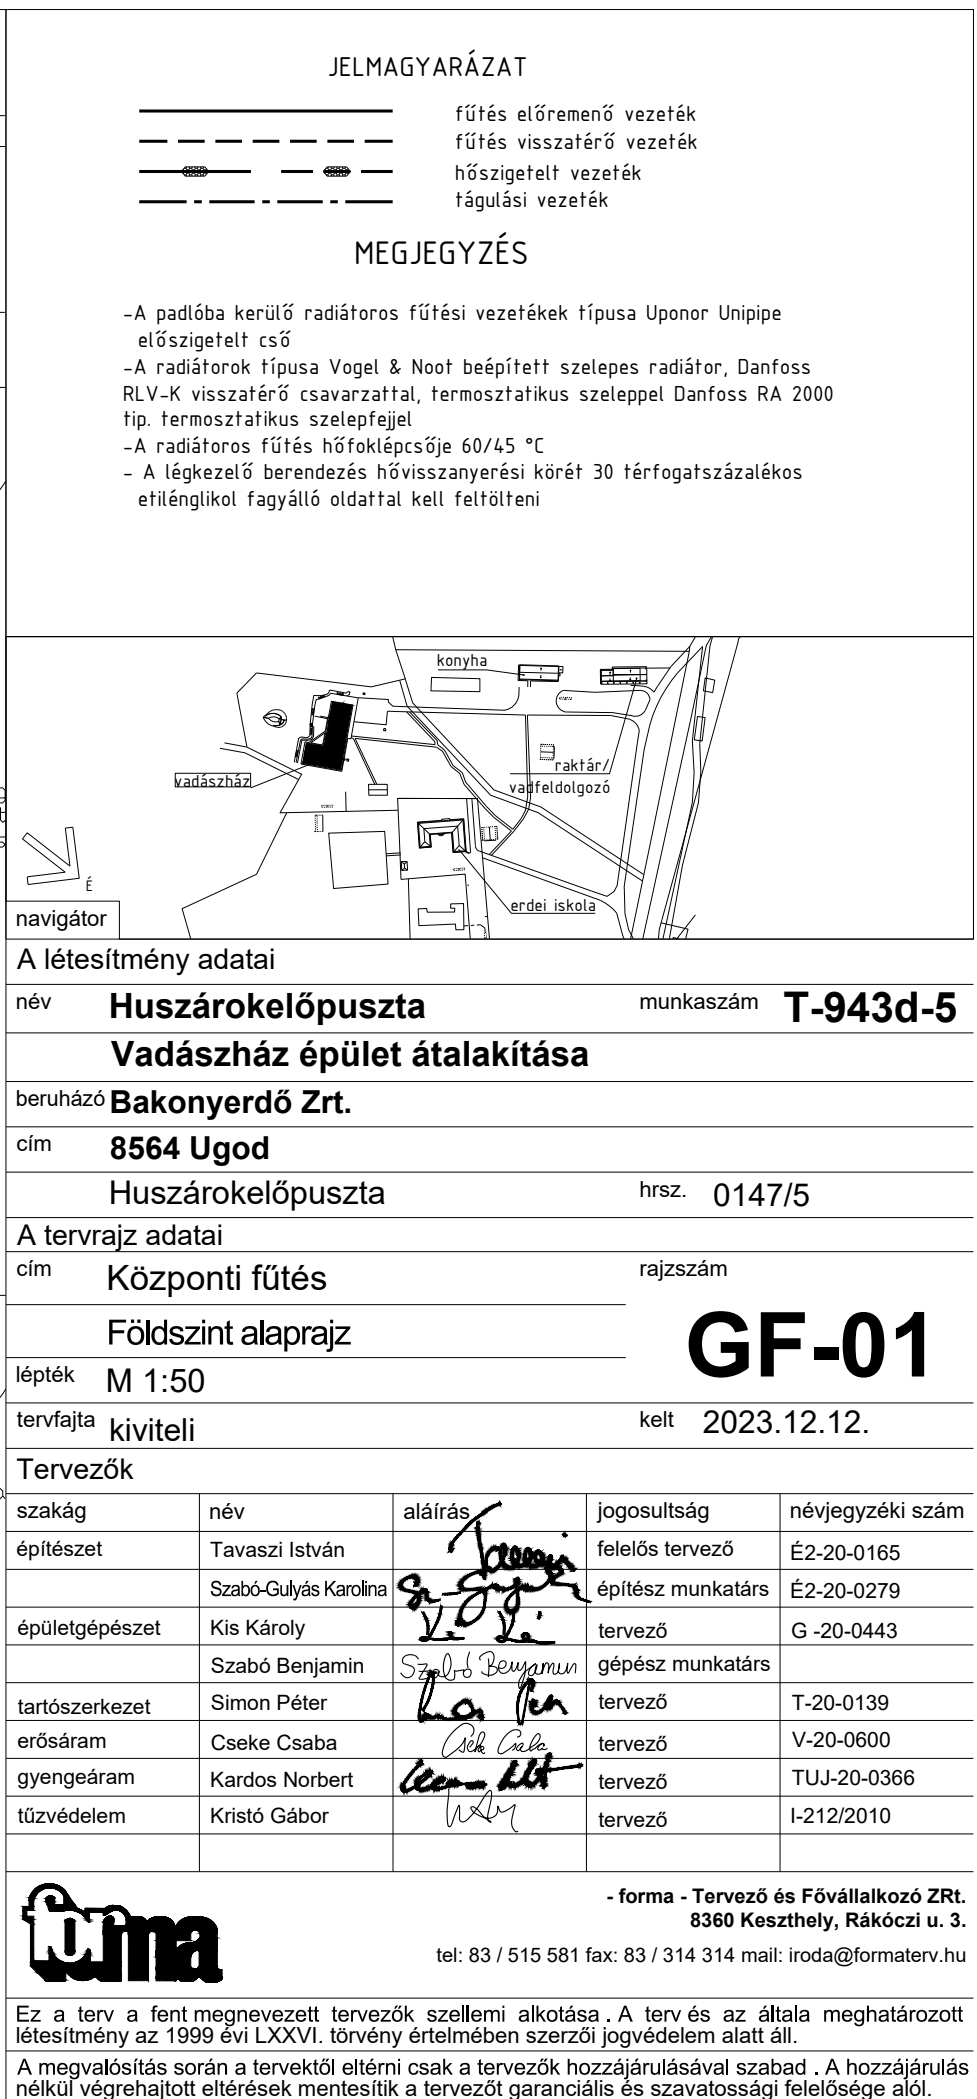 JELMAGYARÁZAT
fűtés előremenő vezeték
fűtés visszatérő vezeték
hőszigetelt vezeték
tágulási vezeték
MEGJEGYZÉS
-A padlóba kerülő radiátoros fűtési vezetékek típusa Uponor Unipipe
előszigetelt cső
-A radiátorok típusa Vogel & Noot beépített szelepes radiátor, Danfoss
RLV-K visszatérő csavarzattal, termosztatikus szeleppel Danfoss RA 2000
tip. termosztatikus szelepfejjel
-A radiátoros fűtés hőfoklépcsője 60/45 °C
- A légkezelő berendezés hővisszanyerési körét 30 térfogatszázalékos
etilénglikol fagyálló oldattal kell feltölteni
konyha
raktár/
vadfeldolgozó
vadászház
erdei iskola
É
navigátor
A létesítmény adatai
név Huszárokelőpuszta munkaszám T-943d-5
Vadászház épület átalakítása
beruházó Bakonyerdő Zrt.
cím 8564 Ugod
Huszárokelőpuszta hrsz. 0147/5
A tervrajz adatai
cím Központi fűtés rajzszám
Földszint alaprajz GF-01
lépték M 1:50
tervfajta kiviteli kelt 2023.12.12.
Tervezők
szakág név aláírás jogosultság névjegyzéki szám
építészet Tavaszi István felelős tervező É2-20-0165
Szabó-Gulyás Karolina építész munkatárs É2-20-0279
épületgépészet Kis Károly tervező G -20-0443
Szabó Benjamin Szabó Benjamin gépész munkatárs
tartószerkezet Simon Péter tervező T-20-0139
erősáram Cseke Csaba Cseke Csaba tervező V-20-0600
gyengeáram Kardos Norbert tervező TUJ-20-0366
tűzvédelem Kristó Gábor tervező I-212/2010
forma
- forma - Tervező és Fővállalkozó ZRt.
8360 Keszthely, Rákóczi u. 3.
tel: 83 / 515 581 fax: 83 / 314 314 mail: iroda@formaterv.hu
Ez a terv a fent megnevezett tervezők szellemi alkotása . A terv és az általa meghatározott
létesítmény az 1999 évi LXXVI. törvény értelmében szerzői jogvédelem alatt áll.
A megvalósítás során a tervektől eltérni csak a tervezők hozzájárulásával szabad . A hozzájárulás
nélkül végrehajtott eltérések mentesítik a tervezőt garanciális és szavatossági felelőssége alól.